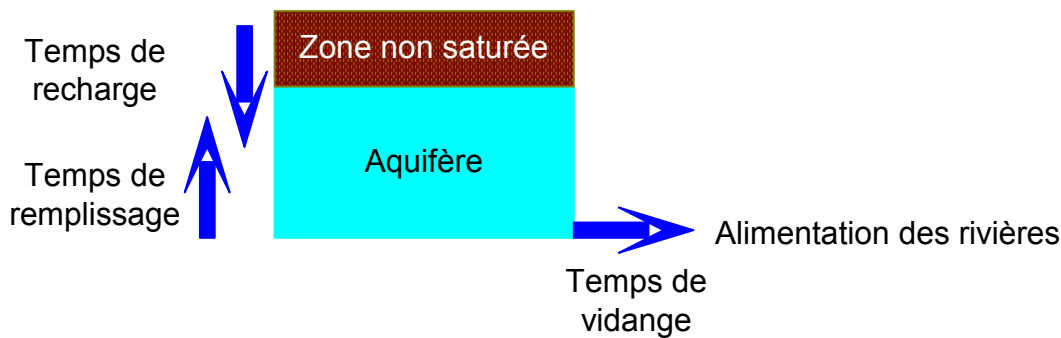 Temps de
recharge
Zone non saturée
Aquifère
Temps de
remplissage
Alimentation des rivières
Temps de
vidange